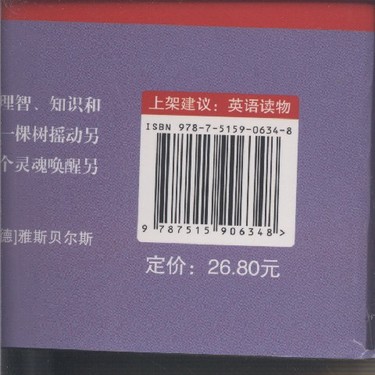 理智、知识和
一棵树摇动另
个灵魂唤醒另
德]雅斯贝尔斯
上架建议：英语读物
ISBN 978-7-5159-0634-8
9 787515 906348 >
定价：26.80元